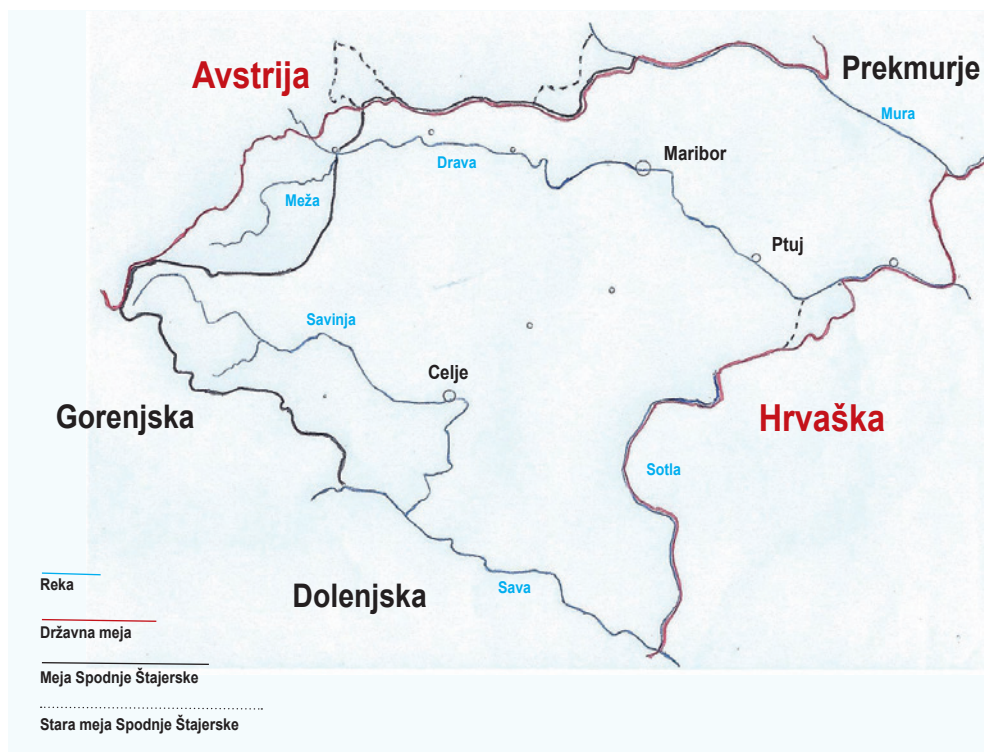 Avstrija
Prekmurje
Mura
Maribor
Drava
Meža
Ptuj
Savinja
Celje
Gorenjska
Hrvaška
Sotla
Dolenjska
Sava
Reka
Državna meja
Meja Spodnje Štajerske
Stara meja Spodnje Štajerske